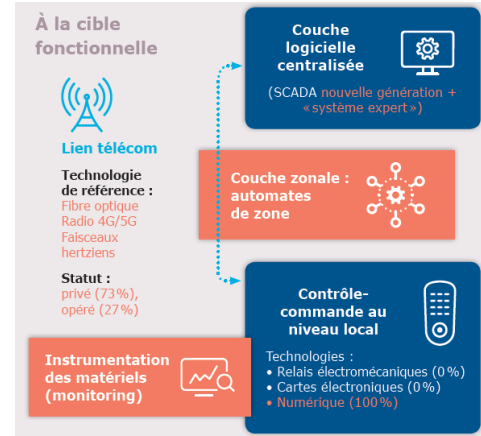 À la cible
fonctionnelle
Lien télécom
Technologie
de référence :
Fibre optique
Radio 4G/5G
Faisceaux
hertziens
Statut :
privé (73%),
opéré (27%)
Couche
logicielle
centralisée
(SCADA nouvelle génération +
«système expert»)
Couche zonale :
automates
de zone
Contrôle-
commande au
niveau local
Technologies :
• Relais électromécaniques (0%)
• Cartes électroniques (0%)
• Numérique (100%)
Instrumentation
des matériels
(monitoring)